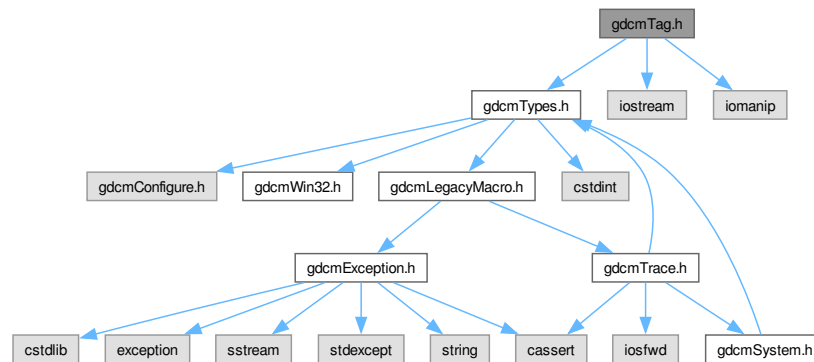 gdcmTag.h
gdcmTypes.h
iostream
iomanip
gdcmConfigure.h
gdcmWin32.h
gdcmLegacyMacro.h
cstdint
gdcmException.h
gdcmTrace.h
cstdlib
exception
sstream
stdexcept
string
cassert
iosfwd
gdcmSystem.h